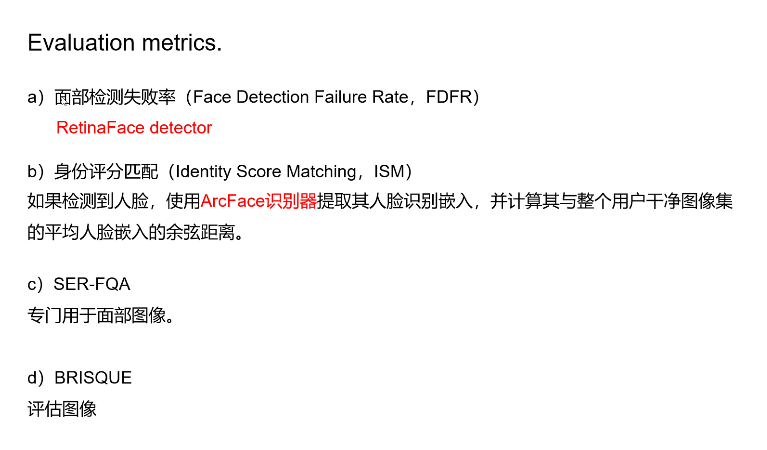 Evaluation metrics.
a）面部检测失败率（Face Detection Failure Rate，FDFR）
RetinaFace detector
b）身份评分匹配（Identity Score Matching，ISM）
如果检测到人脸，使用ArcFace识别器提取其人脸识别嵌入，并计算其与整个用户干净图像集
的平均人脸嵌入的余弦距离。
c）SER-FQA
专门用于面部图像。
d）BRISQUE
评估图像